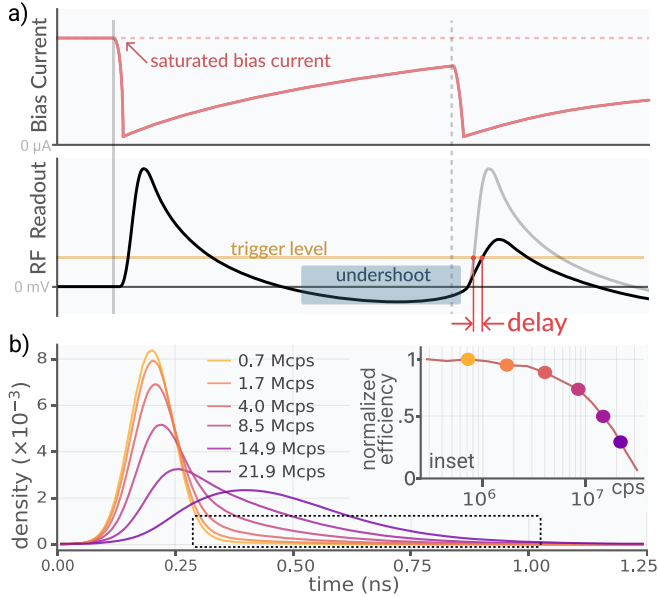 a)
Bias Current
saturated bias current
0 µA
RF Readout
trigger level
undershoot
0 mV
delay
b)
density (×10⁻³)
8
6
4
2
0
0.7 Mcps
1.7 Mcps
4.0 Mcps
8.5 Mcps
14.9 Mcps
21.9 Mcps
normalized
efficiency
1
.5
0
inset
10⁶
10⁷
cps
0.00
0.25
0.50
0.75
1.00
1.25
time (ns)